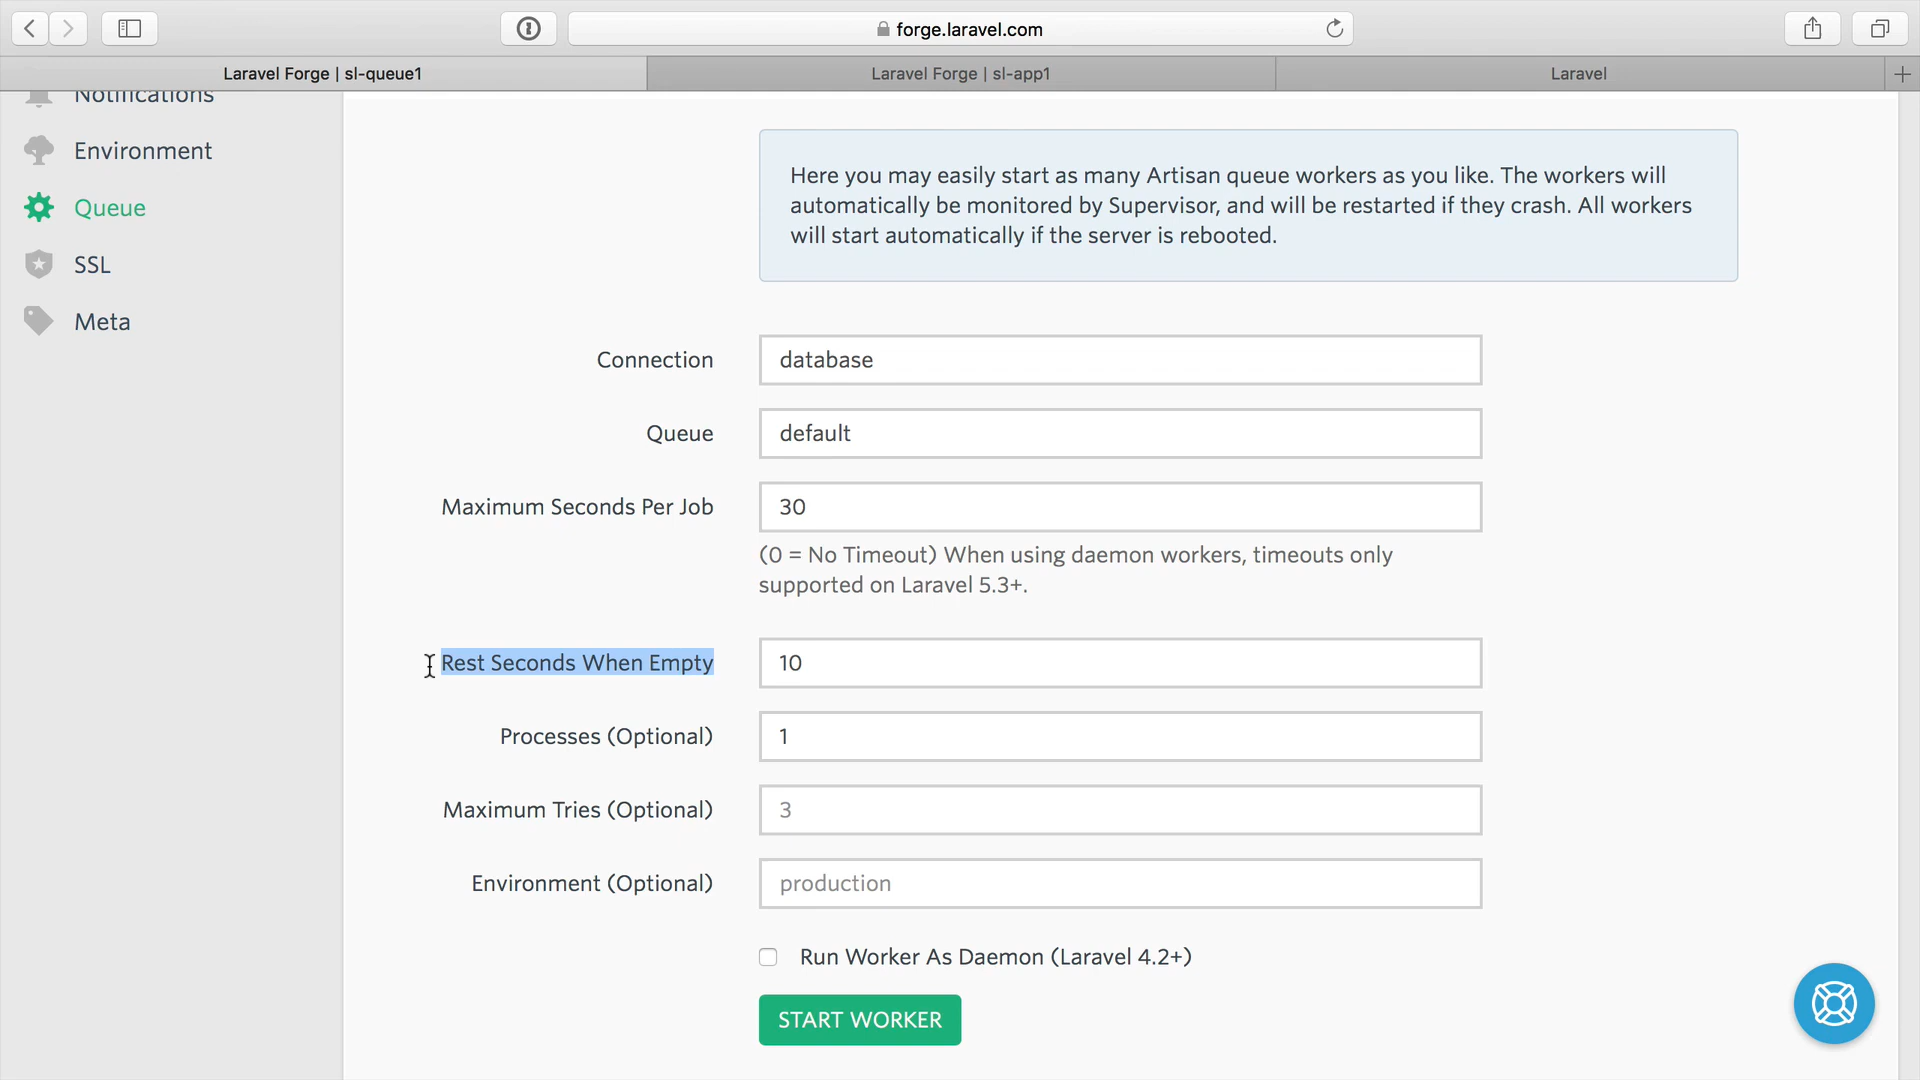 forge.laravel.com
Laravel Forge | sl-queue1
Laravel Forge | sl-app1
Laravel
Notifications
Environment
Queue
SSL
Meta
Here you may easily start as many Artisan queue workers as you like. The workers will
automatically be monitored by Supervisor, and will be restarted if they crash. All workers
will start automatically if the server is rebooted.
Connection
database
Queue
default
Maximum Seconds Per Job
30
(0 = No Timeout) When using daemon workers, timeouts only
supported on Laravel 5.3+.
Rest Seconds When Empty
10
Processes (Optional)
1
Maximum Tries (Optional)
3
Environment (Optional)
production
Run Worker As Daemon (Laravel 4.2+)
START WORKER